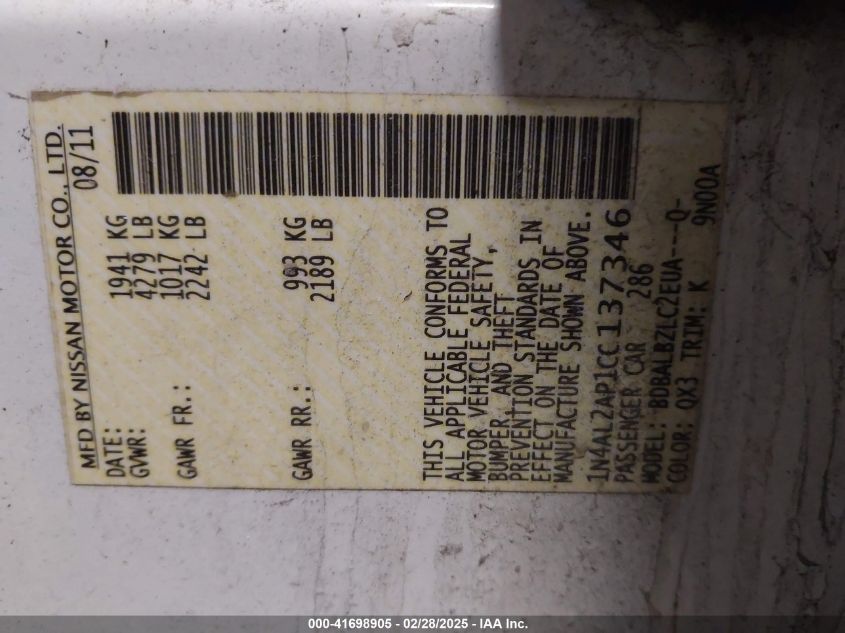 MFD BY NISSAN MOTOR CO., LTD.
DATE: 08/11
GVWR: 1941 KG
4279 LB
GAWR FR.: 1017 KG
2242 LB
GAWR RR.: 993 KG
2189 LB
THIS VEHICLE CONFORMS TO
ALL APPLICABLE FEDERAL
MOTOR VEHICLE SAFETY,
BUMPER, AND THEFT
PREVENTION STANDARDS IN
EFFECT ON THE DATE OF
MANUFACTURE SHOWN ABOVE.
1N4AL2AP1CC137346
PASSENGER CAR 286
MODEL: BDBALBZLC2EUA---Q-
COLOR: QX3 TRIM: K 9N00A
000-41698905 - 02/28/2025 - IAA Inc.